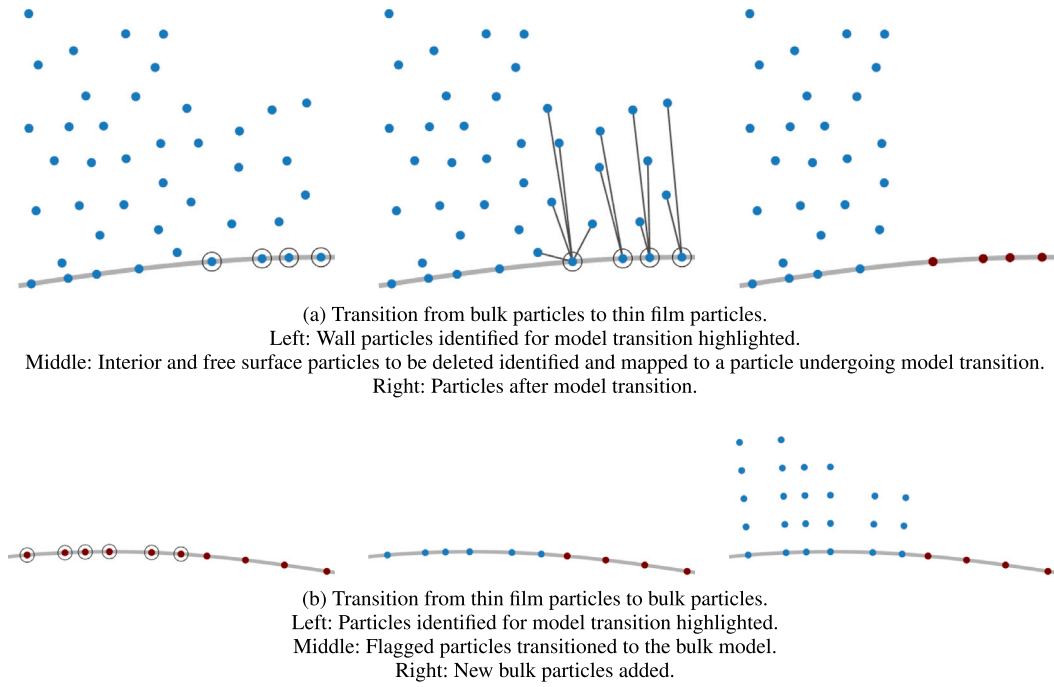 (a) Transition from bulk particles to thin film particles.
Left: Wall particles identified for model transition highlighted.
Middle: Interior and free surface particles to be deleted identified and mapped to a particle undergoing model transition.
Right: Particles after model transition.
(b) Transition from thin film particles to bulk particles.
Left: Particles identified for model transition highlighted.
Middle: Flagged particles transitioned to the bulk model.
Right: New bulk particles added.